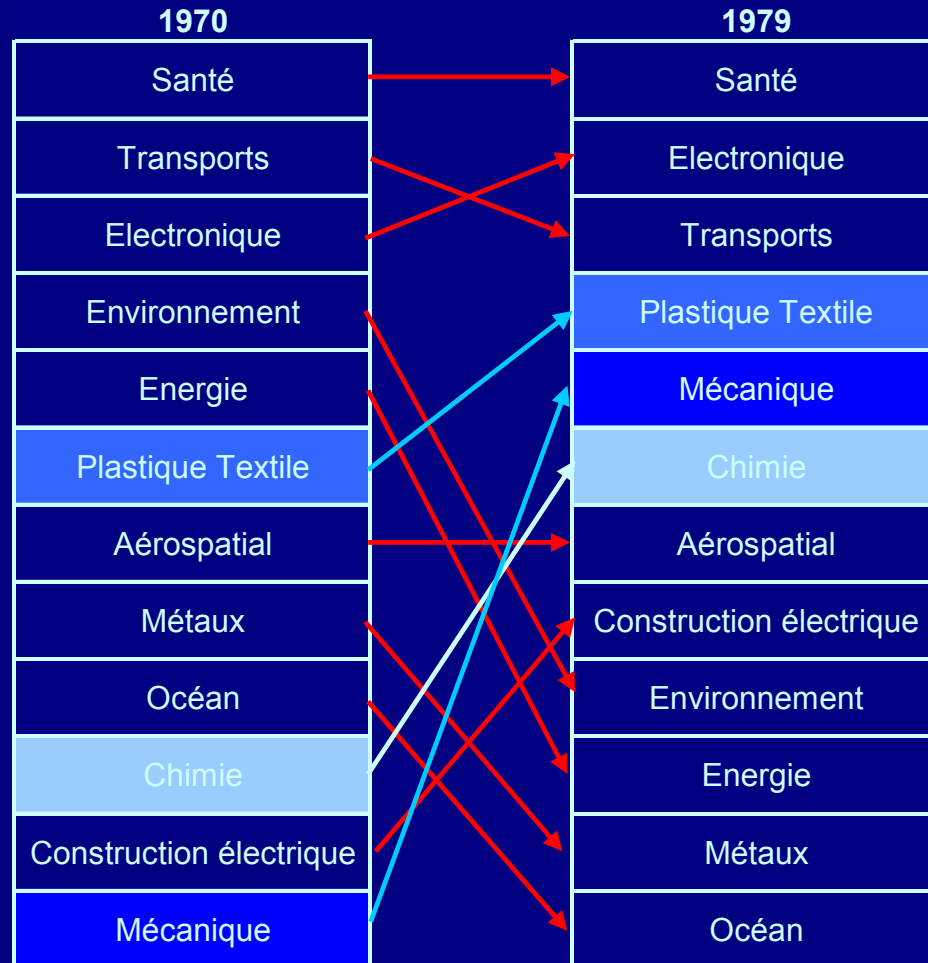 1970
Santé
Transports
Electronique
Environnement
Energie
Plastique Textile
Aérospatial
Métaux
Océan
Chimie
Construction électrique
Mécanique
1979
Santé
Electronique
Transports
Plastique Textile
Mécanique
Chimie
Aérospatial
Construction électrique
Environnement
Energie
Métaux
Océan